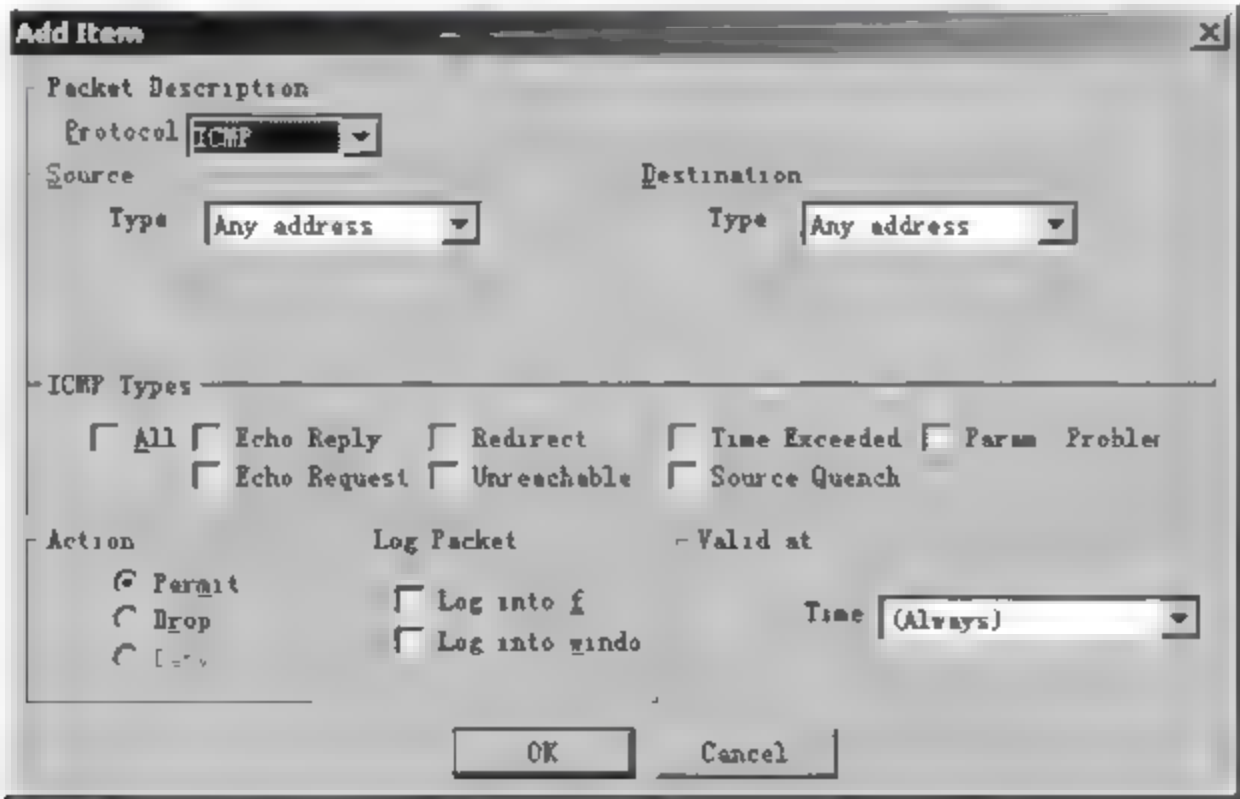 Add Item
Packet Description
Protocol ICMP
Source Destination
Type Any address Type Any address
ICMP Types
All Echo Reply Redirect Time Exceeded Param Problem
Echo Request Unreachable Source Quench
Action Log Packet Valid at
Permit
Log into f
Drop Time (Always)
Log into windo
OK Cancel